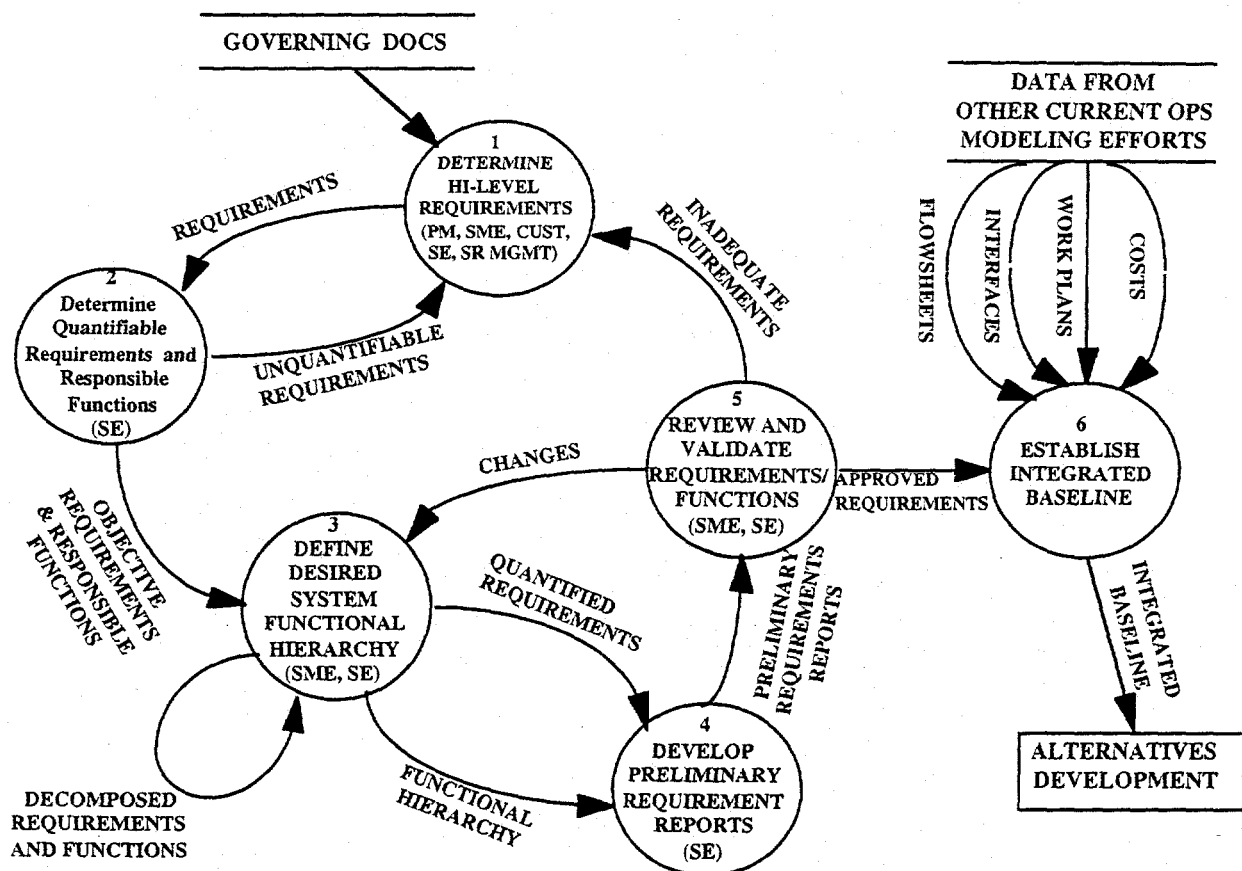 GOVERNING DOCS
DATA FROM
OTHER CURRENT OPS
MODELING EFFORTS
1
DETERMINE
HI-LEVEL
REQUIREMENTS
(PM, SME, CUST,
SE, SR MGMT)
REQUIREMENTS
UNQUANTIFIABLE
REQUIREMENTS
INADEQUATE
REQUIREMENTS
FLOWSHEETS
INTERFACES
WORK PLANS
COSTS
2
Determine
Quantifiable
Requirements and
Responsible
Functions
(SE)
OBJECTIVE
REQUIREMENTS
& RESPONSIBLE
FUNCTIONS
CHANGES
5
REVIEW AND
VALIDATE
REQUIREMENTS/
FUNCTIONS
(SME, SE)
APPROVED
REQUIREMENTS
6
ESTABLISH
INTEGRATED
BASELINE
3
DEFINE
DESIRED
SYSTEM
FUNCTIONAL
HIERARCHY
(SME, SE)
QUANTIFIED
REQUIREMENTS
PRELIMINARY
REQUIREMENTS
REPORTS
INTEGRATED
BASELINE
DECOMPOSED
REQUIREMENTS
AND FUNCTIONS
FUNCTIONAL
HIERARCHY
4
DEVELOP
PRELIMINARY
REQUIREMENT
REPORTS
(SE)
ALTERNATIVES
DEVELOPMENT